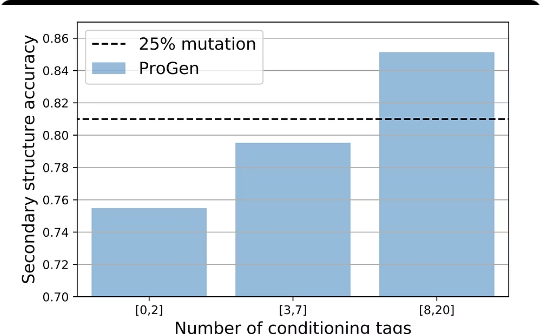 25% mutation
ProGen
Secondary structure accuracy
0.86
0.84
0.82
0.80
0.78
0.76
0.74
0.72
0.70
[0,2] [3,7] [8,20]
Number of conditioning tags